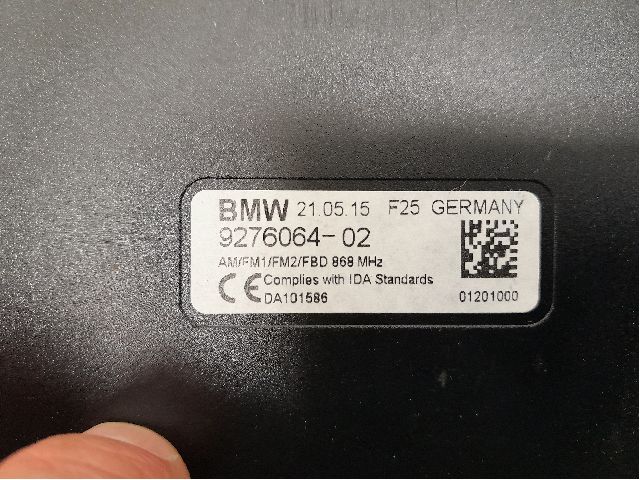 BMW 21.05.15 F25 GERMANY
9276064-02
AM/FM1/FM2/FBD 868 MHz
CE Complies with IDA Standards
DA101586 01201000